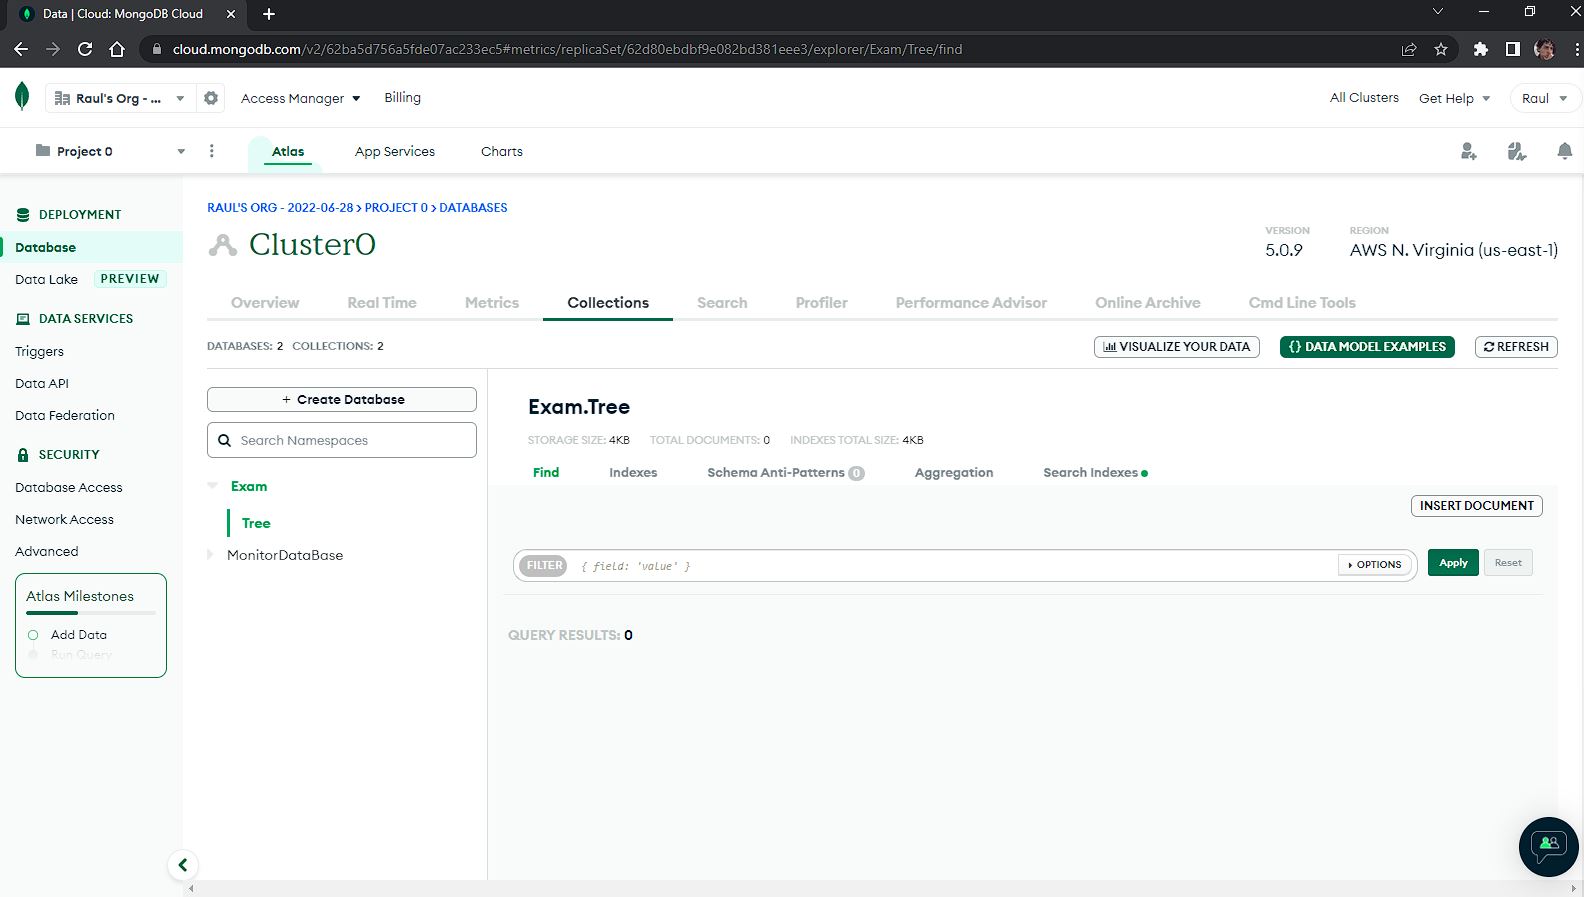 Data | Cloud: MongoDB Cloud
cloud.mongodb.com/v2/62ba5d756a5fde07ac233ec5#metrics/replicaSet/62d80ebdbf9e082bd381eee3/explorer/Exam/Tree/find
Raul's Org - ... Access Manager Billing All Clusters Get Help Raul
Project 0 Atlas App Services Charts
DEPLOYMENT
Database
Data Lake PREVIEW
DATA SERVICES
Triggers
Data API
Data Federation
SECURITY
Database Access
Network Access
Advanced
Atlas Milestones
Add Data
Run Query
RAUL'S ORG - 2022-06-28 > PROJECT 0 > DATABASES
Cluster0
VERSION
5.0.9
REGION
AWS N. Virginia (us-east-1)
Overview Real Time Metrics Collections Search Profiler Performance Advisor Online Archive Cmd Line Tools
DATABASES: 2 COLLECTIONS: 2 VISUALIZE YOUR DATA {} DATA MODEL EXAMPLES REFRESH
+ Create Database
Search Namespaces
Exam
Tree
MonitorDataBase
Exam.Tree
STORAGE SIZE: 4KB TOTAL DOCUMENTS: 0 INDEXES TOTAL SIZE: 4KB
Find Indexes Schema Anti-Patterns 0 Aggregation Search Indexes
INSERT DOCUMENT
FILTER { field: 'value' } OPTIONS Apply Reset
QUERY RESULTS: 0